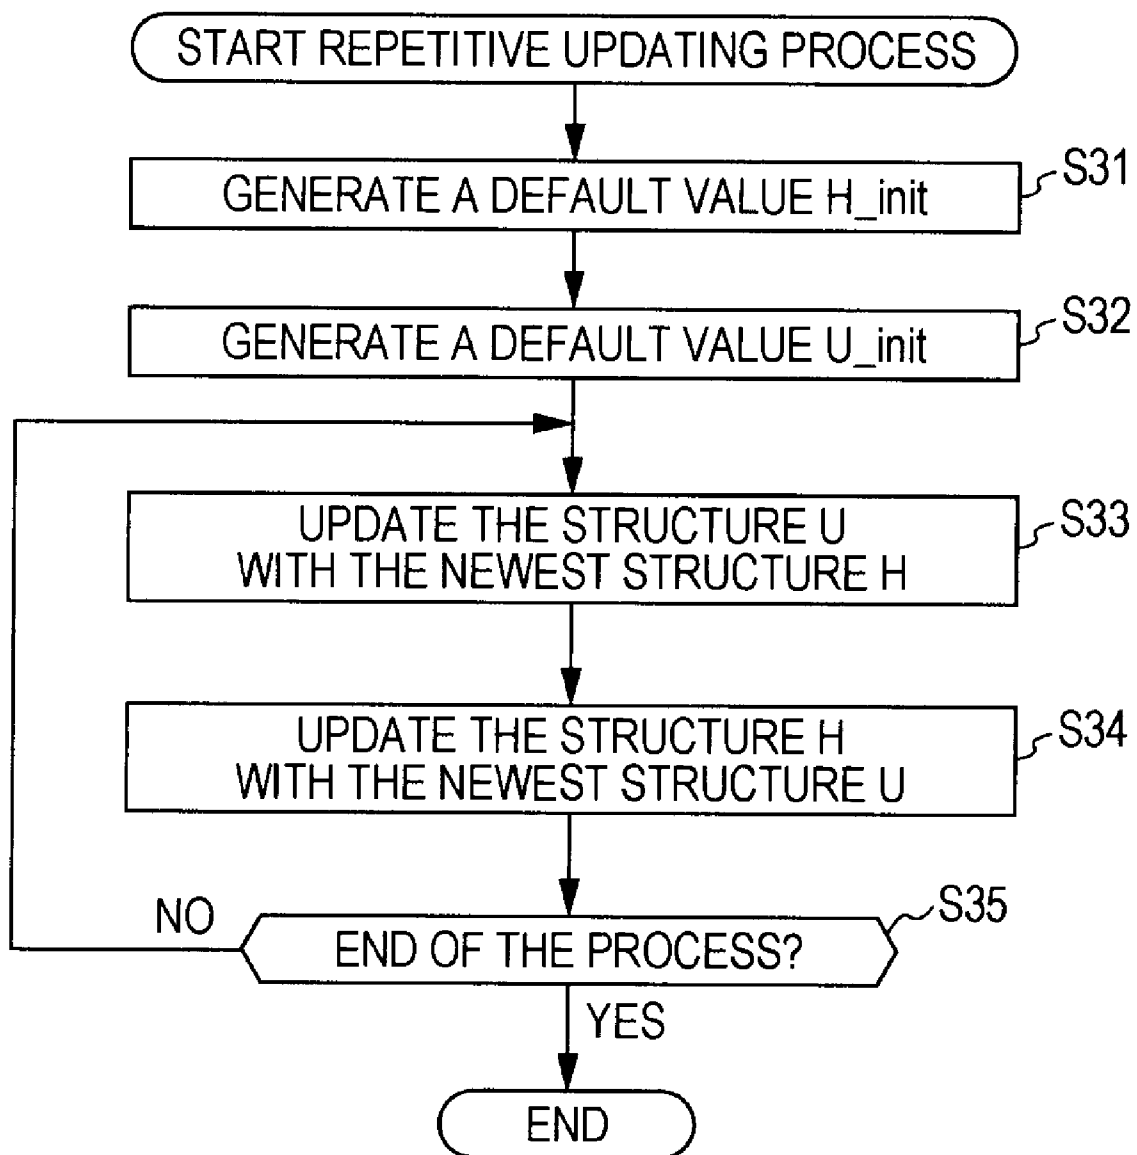 START REPETITIVE UPDATING PROCESS
S31
GENERATE A DEFAULT VALUE H_init
S32
GENERATE A DEFAULT VALUE U_init
S33
UPDATE THE STRUCTURE U
WITH THE NEWEST STRUCTURE H
S34
UPDATE THE STRUCTURE H
WITH THE NEWEST STRUCTURE U
S35
NO
END OF THE PROCESS?
YES
END